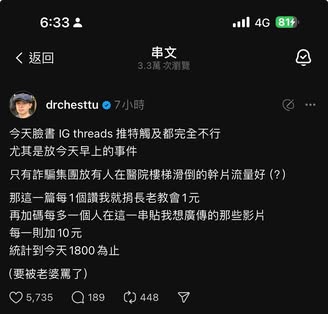 6:33 4G 81
返回
串文
3.3萬 次瀏覽
drchesttu 7小時
今天臉書 IG threads 推特觸及都完全不行
尤其是放今天早上的事件
只有詐騙集團放有人在醫院樓梯滑倒的幹片流量好 (?)
那這一篇每1個讚我就捐長老教會1元
再加碼每多一個人在這一串貼我想廣傳的那些影片
每一則加10元
統計到今天1800為止
(要被老婆罵了)
5,735 189 448